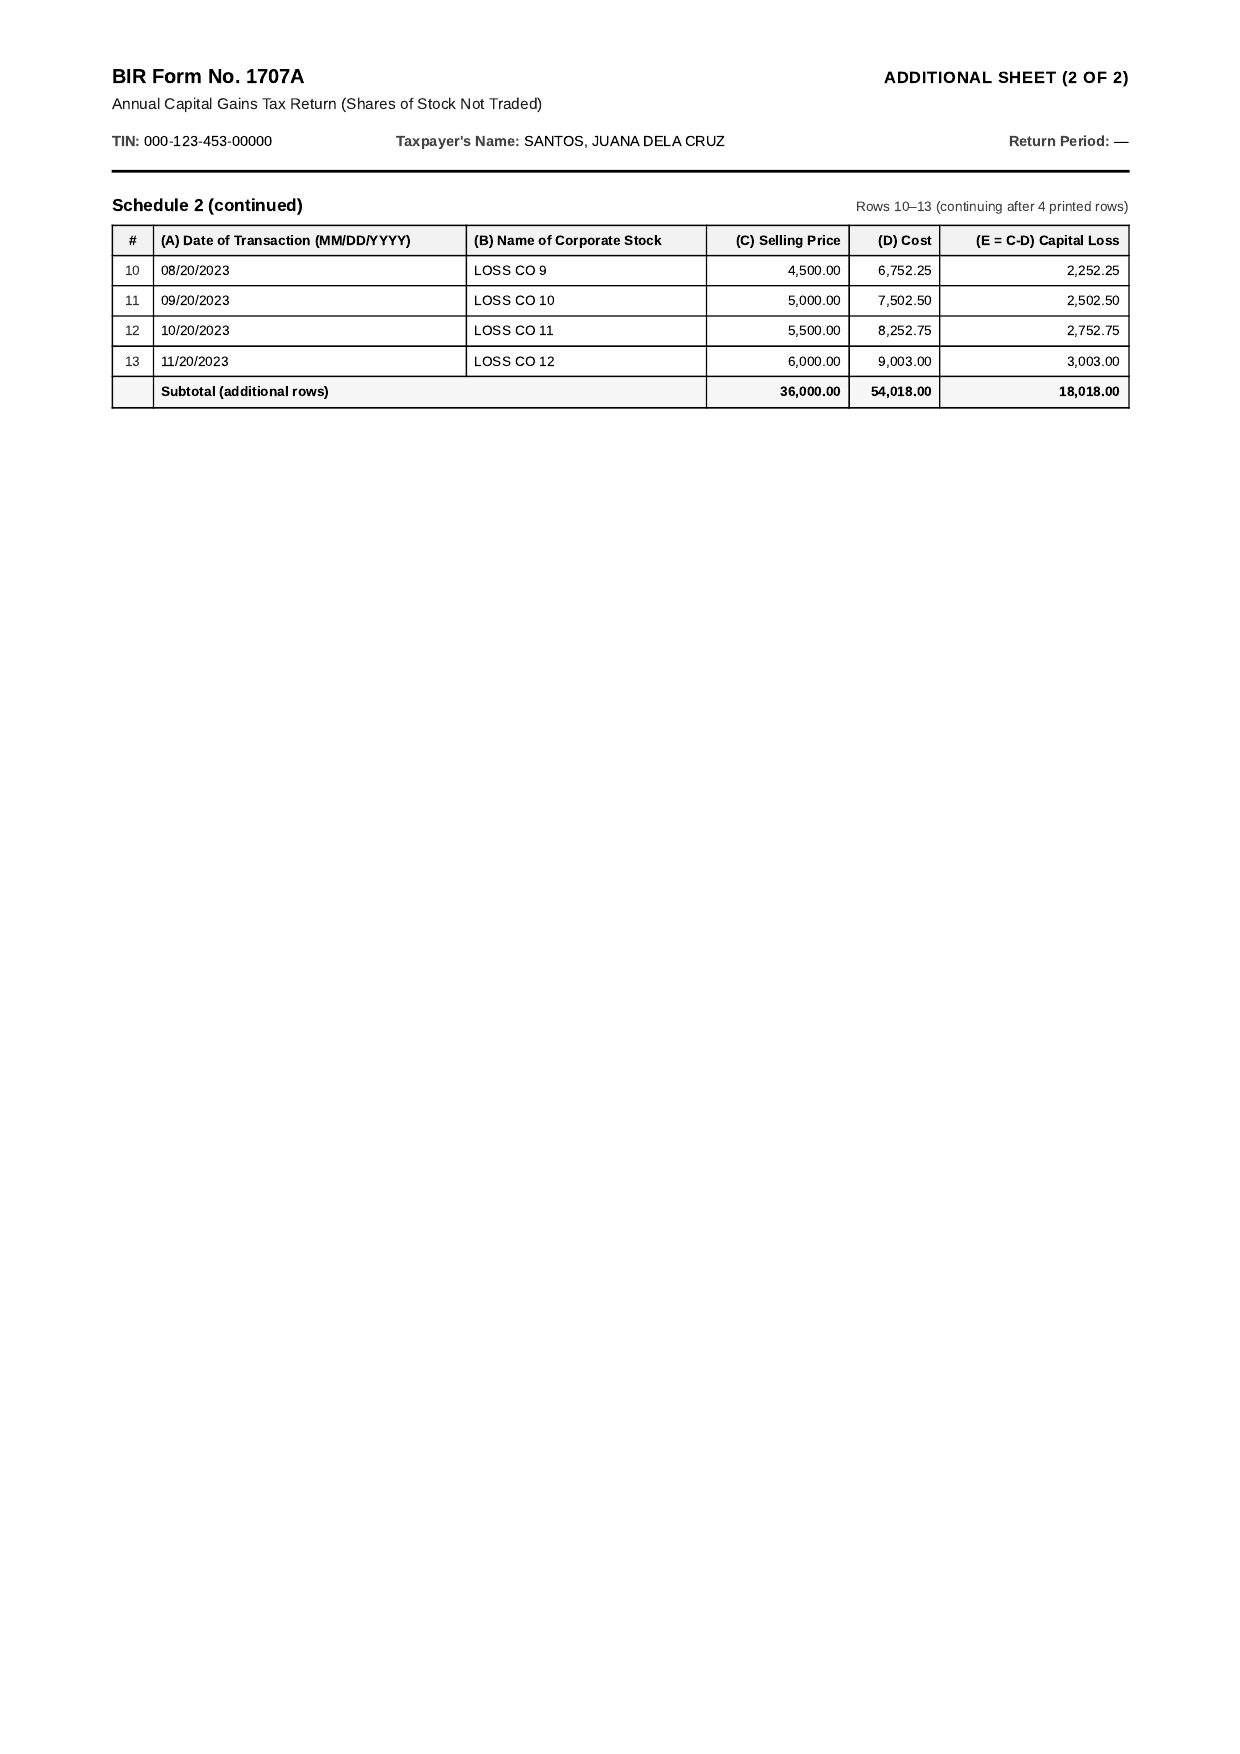 BIR Form No. 1707A
ADDITIONAL SHEET (2 OF 2)
Annual Capital Gains Tax Return (Shares of Stock Not Traded)
TIN: 000-123-453-00000 Taxpayer's Name: SANTOS, JUANA DELA CRUZ Return Period: —
Schedule 2 (continued) Rows 10–13 (continuing after 4 printed rows)
# (A) Date of Transaction (MM/DD/YYYY) (B) Name of Corporate Stock (C) Selling Price (D) Cost (E = C-D) Capital Loss
10 08/20/2023 LOSS CO 9 4,500.00 6,752.25 2,252.25
11 09/20/2023 LOSS CO 10 5,000.00 7,502.50 2,502.50
12 10/20/2023 LOSS CO 11 5,500.00 8,252.75 2,752.75
13 11/20/2023 LOSS CO 12 6,000.00 9,003.00 3,003.00
Subtotal (additional rows) 36,000.00 54,018.00 18,018.00